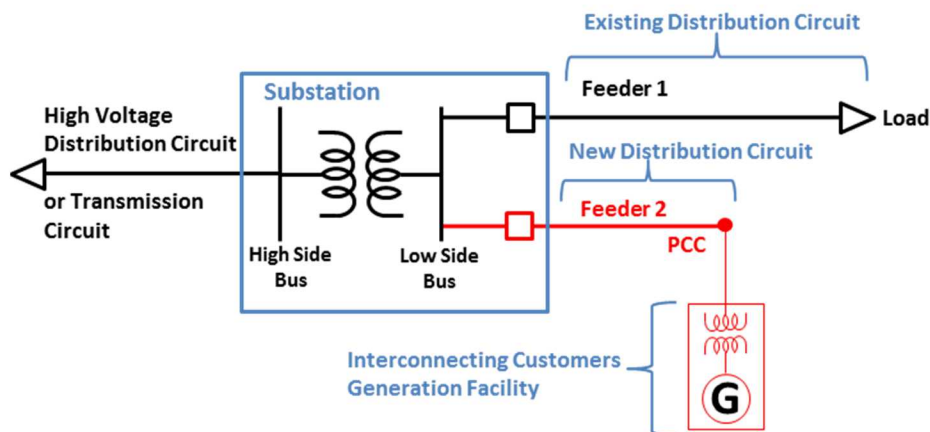 Existing Distribution Circuit
Substation
Feeder 1
High Voltage
Distribution Circuit
or Transmission
Circuit
Load
New Distribution Circuit
Feeder 2
PCC
High Side
Bus
Low Side
Bus
Interconnecting Customers
Generation Facility
G